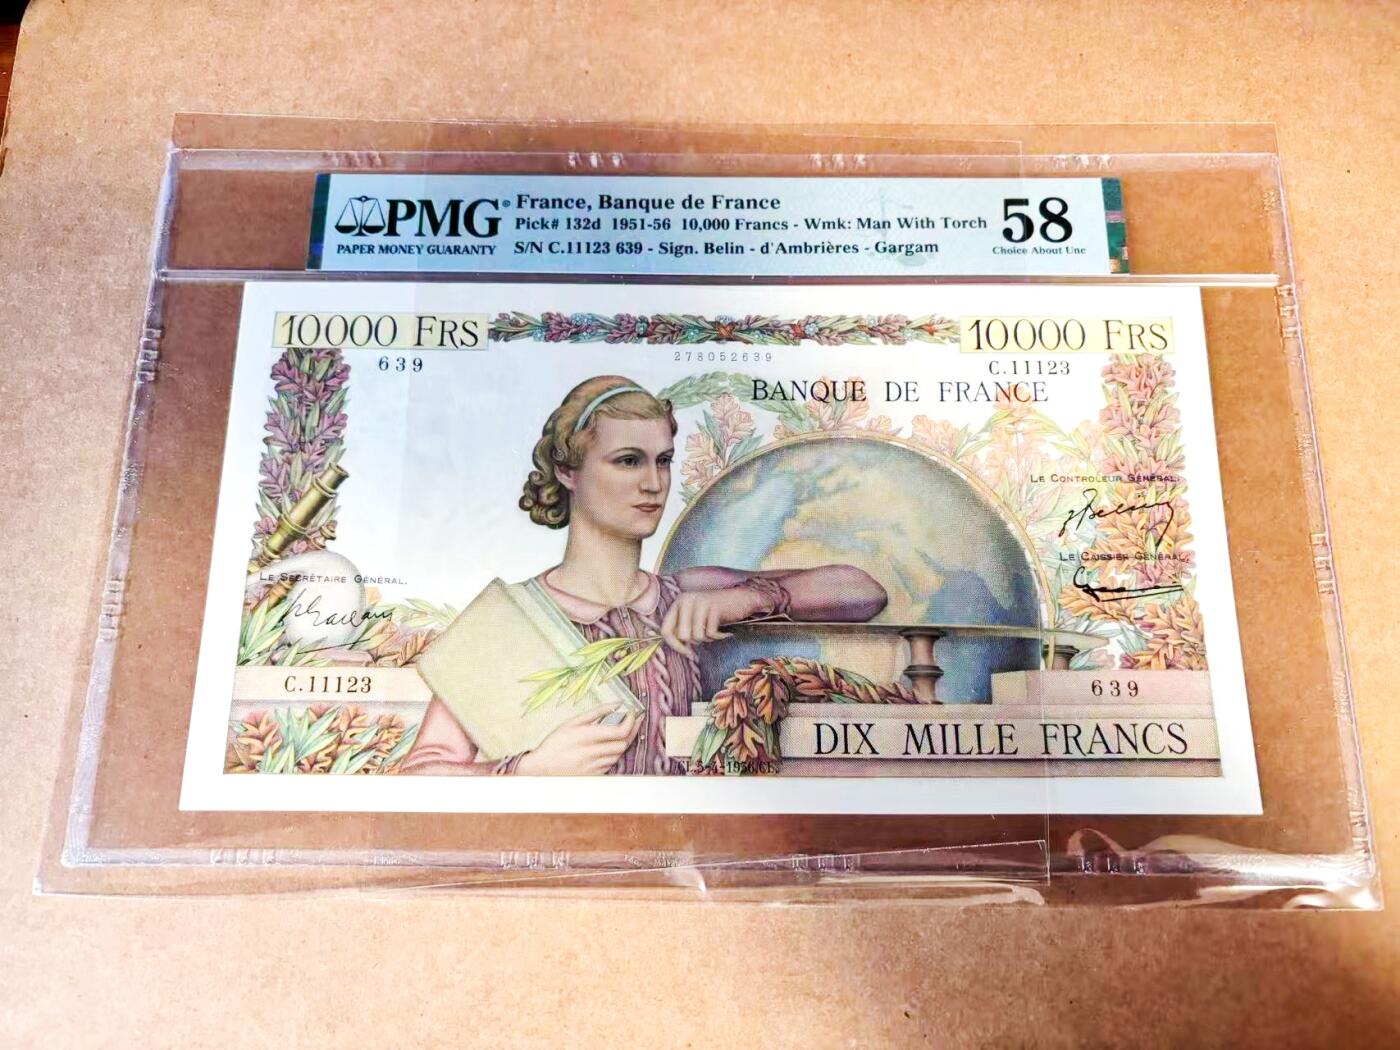 PMG®
PAPER MONEY GUARANTY
France, Banque de France
Pick# 132d 1951-56 10,000 Francs - Wmk: Man With Torch
S/N C.11123 639 - Sign. Belin - d'Ambrières - Gargam
58
Choice About Unc
10000 FRS
10000 FRS
639
278052639
C.11123
BANQUE DE FRANCE
LE CONTROLEUR GÉNÉRAL.
LE CAISSIER GÉNÉRAL.
LE SECRÉTAIRE GÉNÉRAL.
C.11123
639
DIX MILLE FRANCS